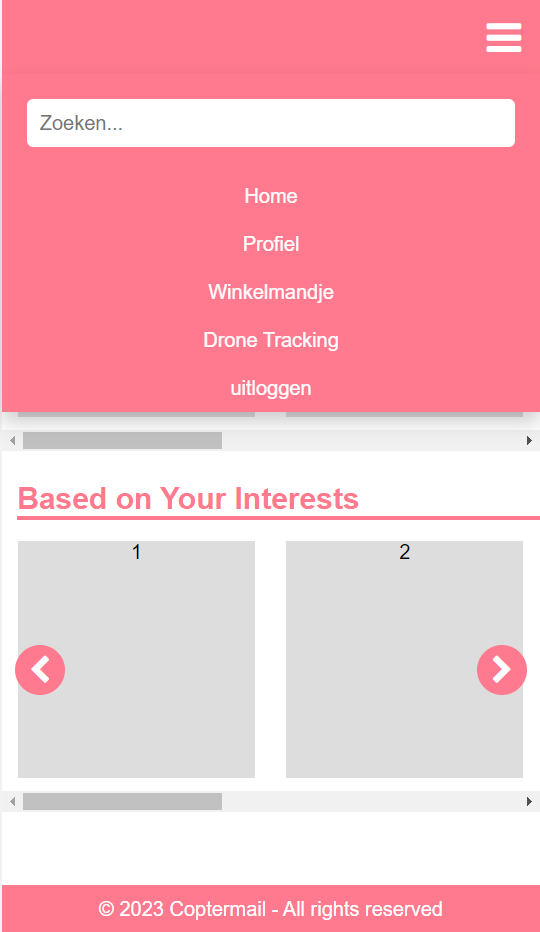 Zoeken...
Home
Profiel
Winkelmandje
Drone Tracking
uitloggen
Based on Your Interests
1 2
© 2023 Coptermail - All rights reserved